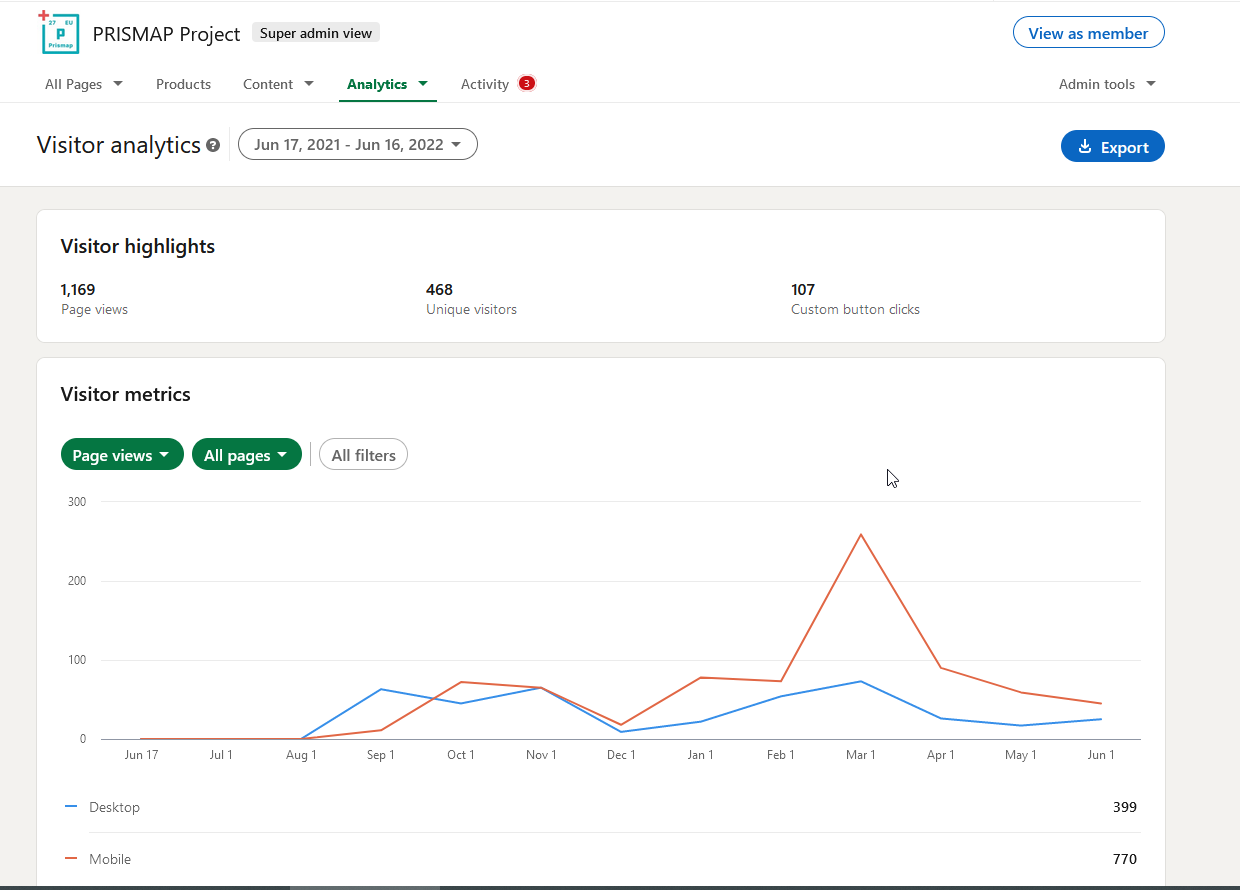 27 EU
P
Prismap
PRISMAP Project
Super admin view
View as member
All Pages
Products
Content
Analytics
Activity
3
Admin tools
Visitor analytics
?
Jun 17, 2021 - Jun 16, 2022
Export
Visitor highlights
1,169
468
107
Page views
Unique visitors
Custom button clicks
Visitor metrics
Page views
All pages
All filters
300
200
100
0
Jun 17 Jul 1 Aug 1 Sep 1 Oct 1 Nov 1 Dec 1 Jan 1 Feb 1 Mar 1 Apr 1 May 1 Jun 1
Desktop 399
Mobile 770